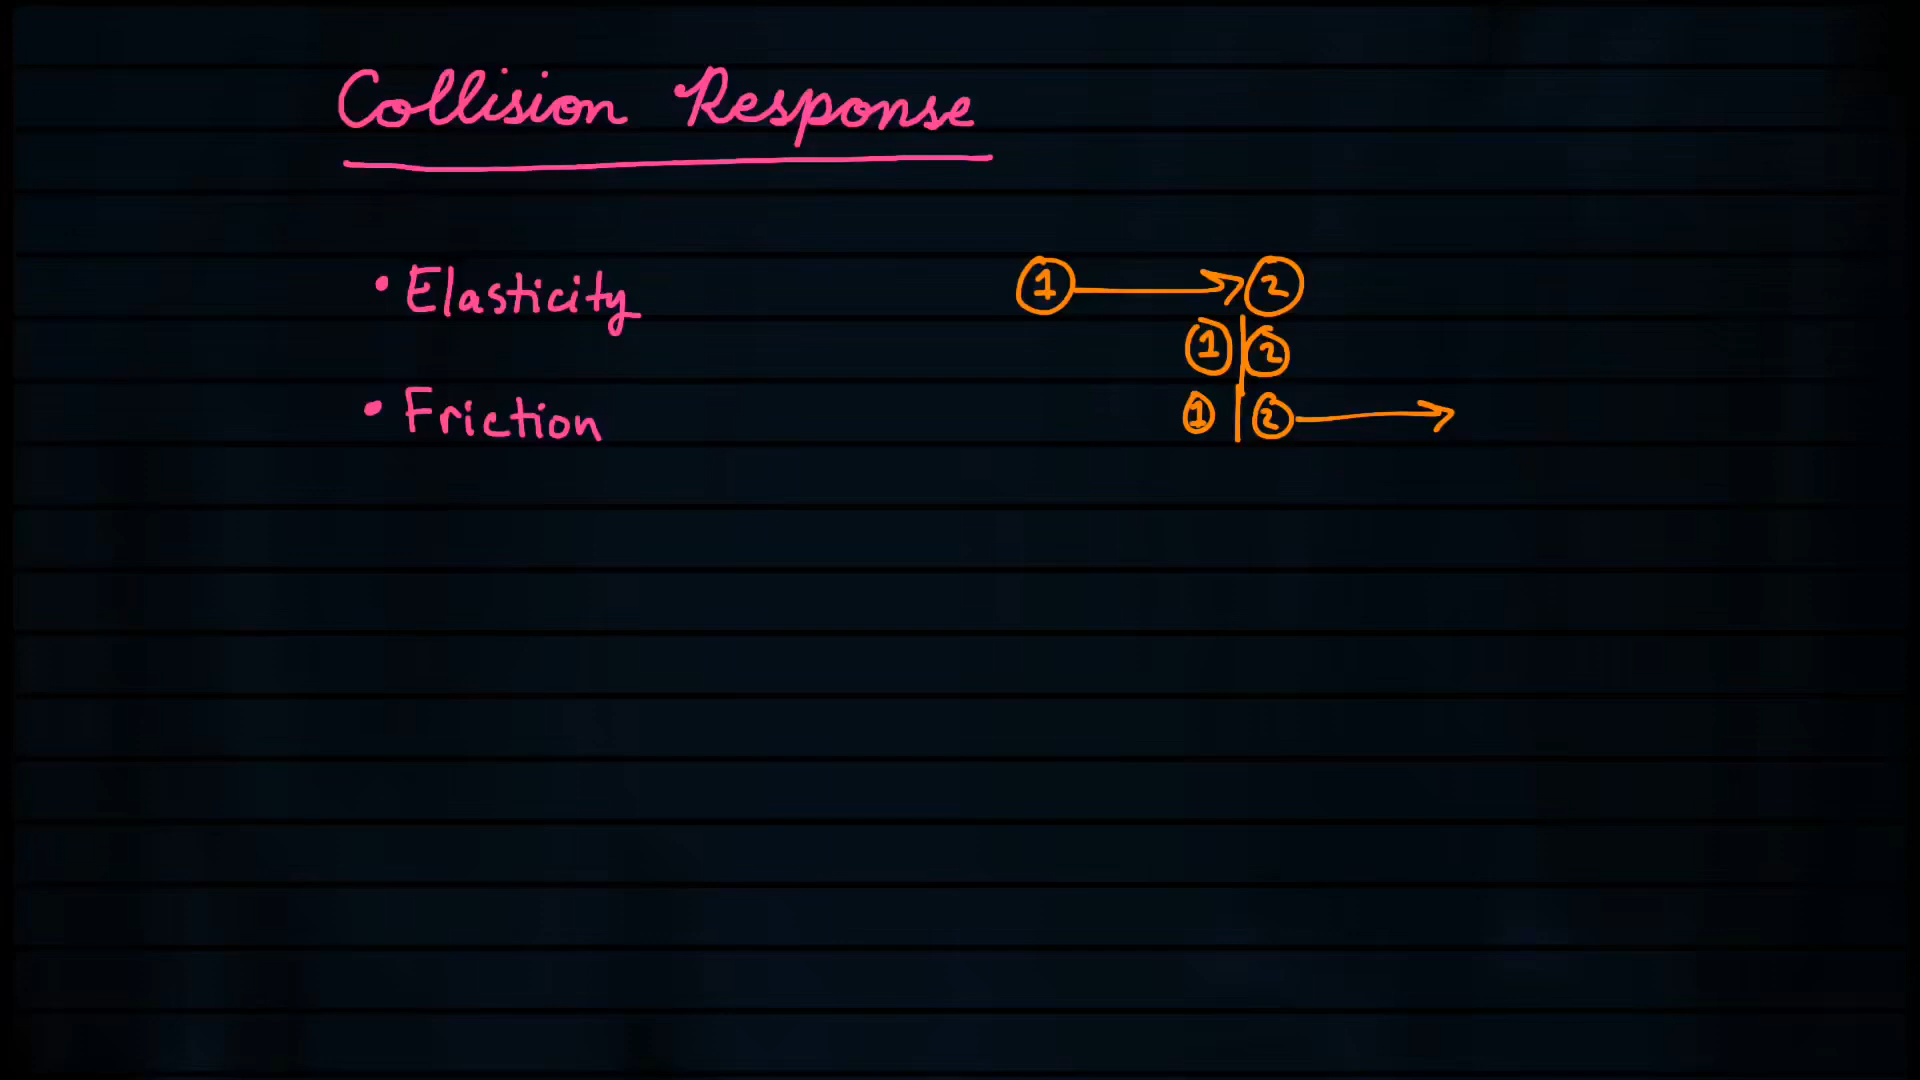 Collision Response
• Elasticity
1 2
1 2
• Friction
1 2